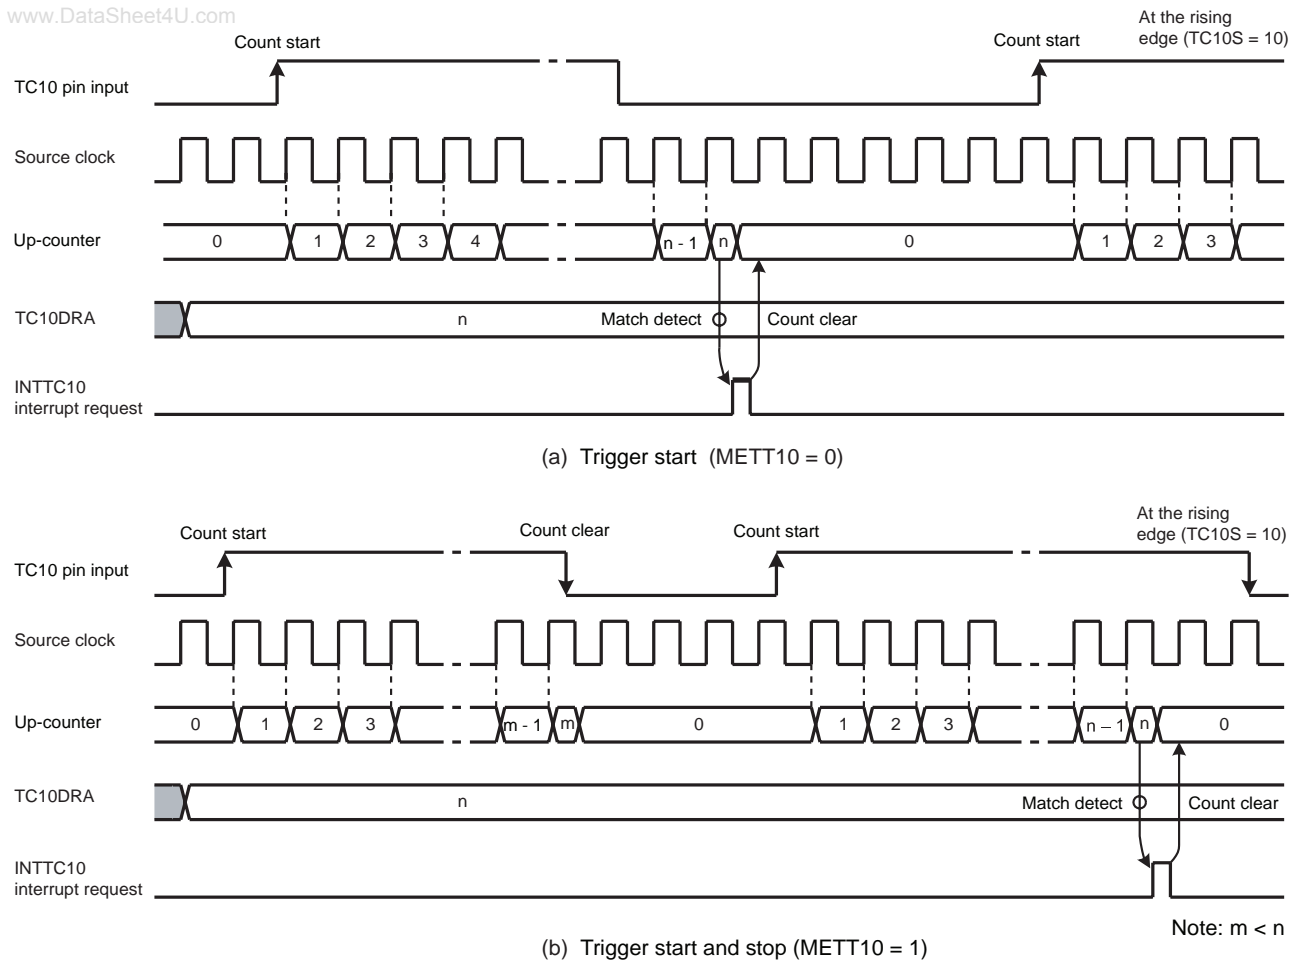 www.DataSheet4U.com
At the rising
edge (TC10S = 10)
Count start
Count start
TC10 pin input
Source clock
Up-counter
0 1 2 3 4 n - 1 n 0 1 2 3
TC10DRA
n
Match detect
Count clear
INTTC10
interrupt request
(a) Trigger start (METT10 = 0)
At the rising
edge (TC10S = 10)
Count start
Count clear
Count start
TC10 pin input
Source clock
Up-counter
0 1 2 3 m - 1 m 0 1 2 3 n – 1 n 0
TC10DRA
n
Match detect
Count clear
INTTC10
interrupt request
Note: m < n
(b) Trigger start and stop (METT10 = 1)